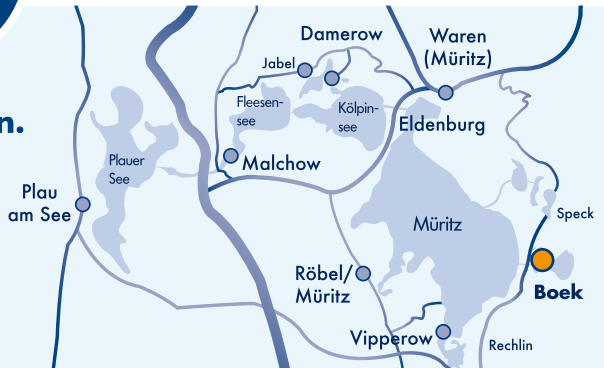 Damerow
Waren
(Müritz)
Jabel
Fleesen-
see
Kölpin-
see
Eldenburg
n.
Plauer
See
Malchow
Plau
am See
Müritz
Speck
Röbel/
Müritz
Boek
Vipperow
Rechlin